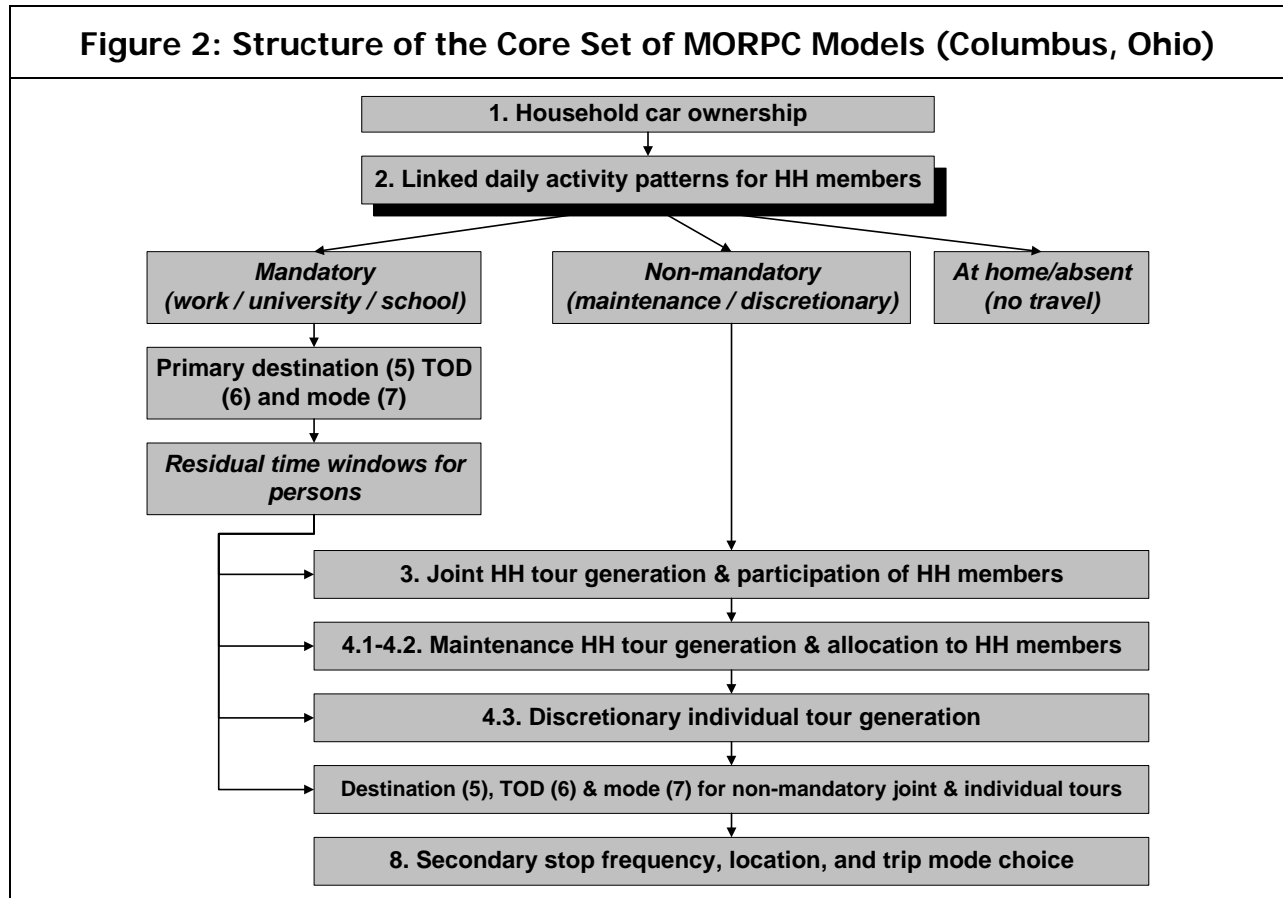 Figure 2: Structure of the Core Set of MORPC Models (Columbus, Ohio)
1. Household car ownership
2. Linked daily activity patterns for HH members
Mandatory
(work / university / school)
Non-mandatory
(maintenance / discretionary)
At home/absent
(no travel)
Primary destination (5) TOD
(6) and mode (7)
Residual time windows for
persons
3. Joint HH tour generation & participation of HH members
4.1-4.2. Maintenance HH tour generation & allocation to HH members
4.3. Discretionary individual tour generation
Destination (5), TOD (6) & mode (7) for non-mandatory joint & individual tours
8. Secondary stop frequency, location, and trip mode choice